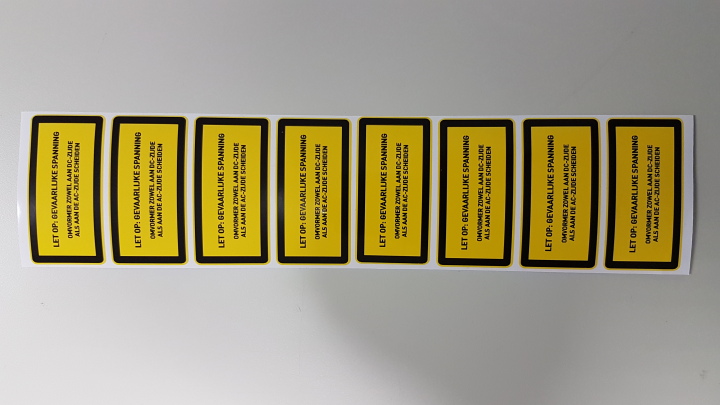 LET OP: GEVAARLIJKE SPANNING
OMVORMER ZOWEL AAN DC-ZIJDE
ALS AAN DE AC-ZIJDE SCHEIDEN
LET OP: GEVAARLIJKE SPANNING
OMVORMER ZOWEL AAN DC-ZIJDE
ALS AAN DE AC-ZIJDE SCHEIDEN
LET OP: GEVAARLIJKE SPANNING
OMVORMER ZOWEL AAN DC-ZIJDE
ALS AAN DE AC-ZIJDE SCHEIDEN
LET OP: GEVAARLIJKE SPANNING
OMVORMER ZOWEL AAN DC-ZIJDE
ALS AAN DE AC-ZIJDE SCHEIDEN
LET OP: GEVAARLIJKE SPANNING
OMVORMER ZOWEL AAN DC-ZIJDE
ALS AAN DE AC-ZIJDE SCHEIDEN
LET OP: GEVAARLIJKE SPANNING
OMVORMER ZOWEL AAN DC-ZIJDE
ALS AAN DE AC-ZIJDE SCHEIDEN
LET OP: GEVAARLIJKE SPANNING
OMVORMER ZOWEL AAN DC-ZIJDE
ALS AAN DE AC-ZIJDE SCHEIDEN
LET OP: GEVAARLIJKE SPANNING
OMVORMER ZOWEL AAN DC-ZIJDE
ALS AAN DE AC-ZIJDE SCHEIDEN